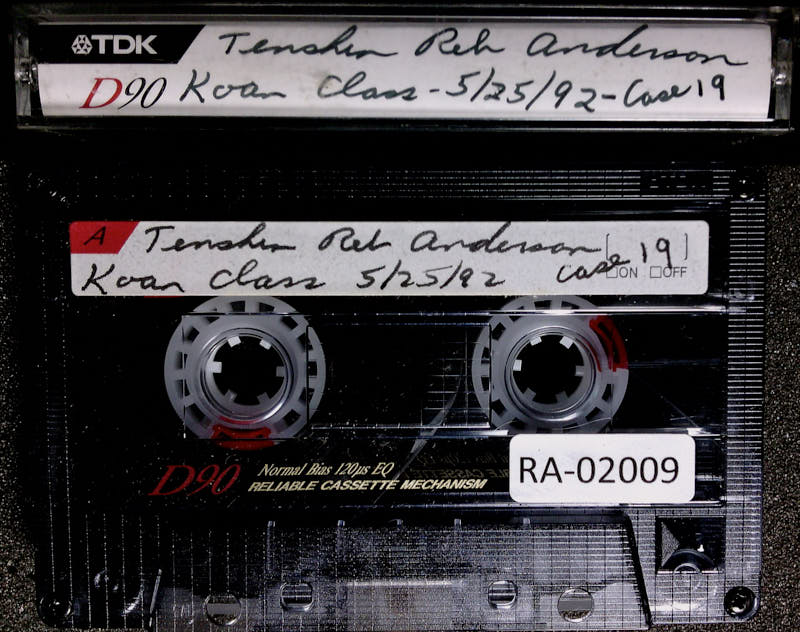 TDK Tenshin Reb Anderson
D90 Koan Class - 5/25/92 - Case 19
A Tenshin Reb Anderson [ 19 ]
Koan Class 5/25/92 Case ON OFF
D90 Normal Bias 120µs EQ
RELIABLE CASSETTE MECHANISM
RA-02009